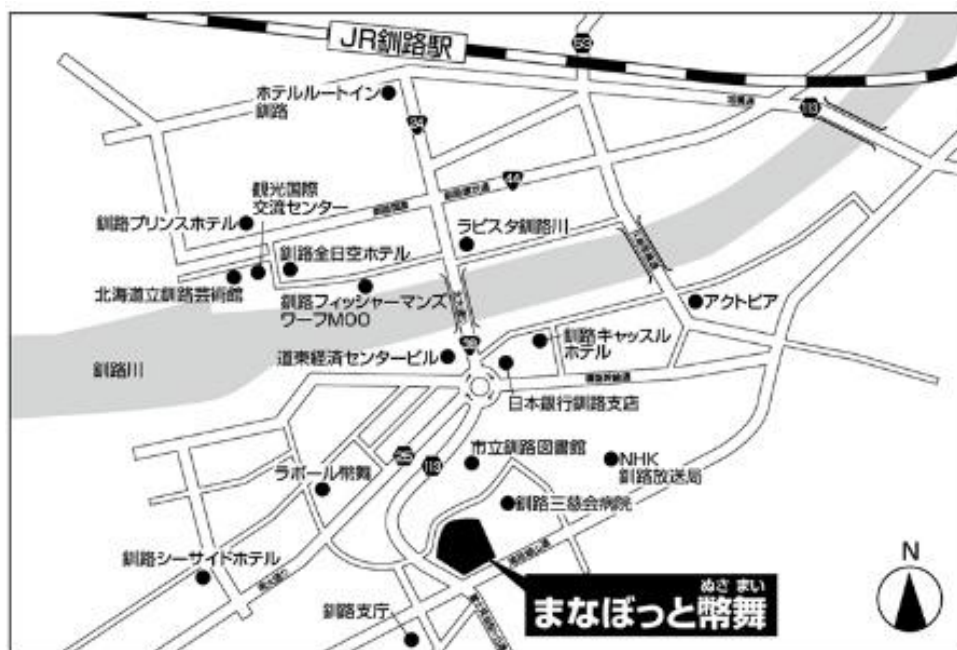 JR釧路駅
53
ホテルルートイン
釧路
24
113
観光国際
交流センター
44
釧路プリンスホテル
ラビスタ釧路川
釧路全日空ホテル
北海道立釧路芸術館
釧路フィッシャーマンズ
ワーフMOO
アクトピア
釧路キャッスル
ホテル
38
道東経済センタービル
釧路川
日本銀行釧路支店
市立釧路図書館
113
NHK
釧路放送局
ラポール幣舞
釧路三慈会病院
釧路シーサイドホテル
ぬさ まい
まなぼっと幣舞
釧路支庁
N